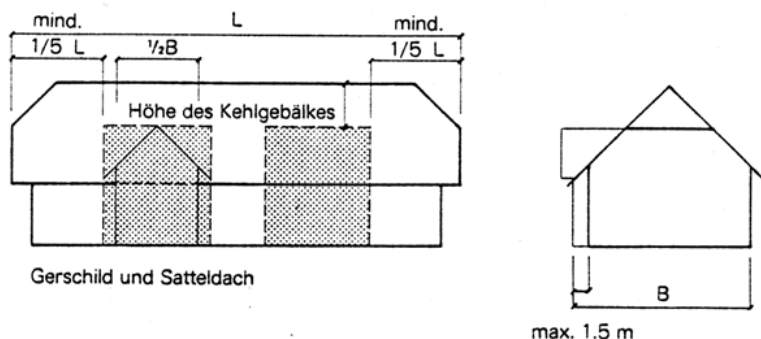 mind.
L
mind.
1/5 L
½B
1/5 L
Höhe des Kehlgebälkes
Gerschild und Satteldach
B
max. 1.5 m